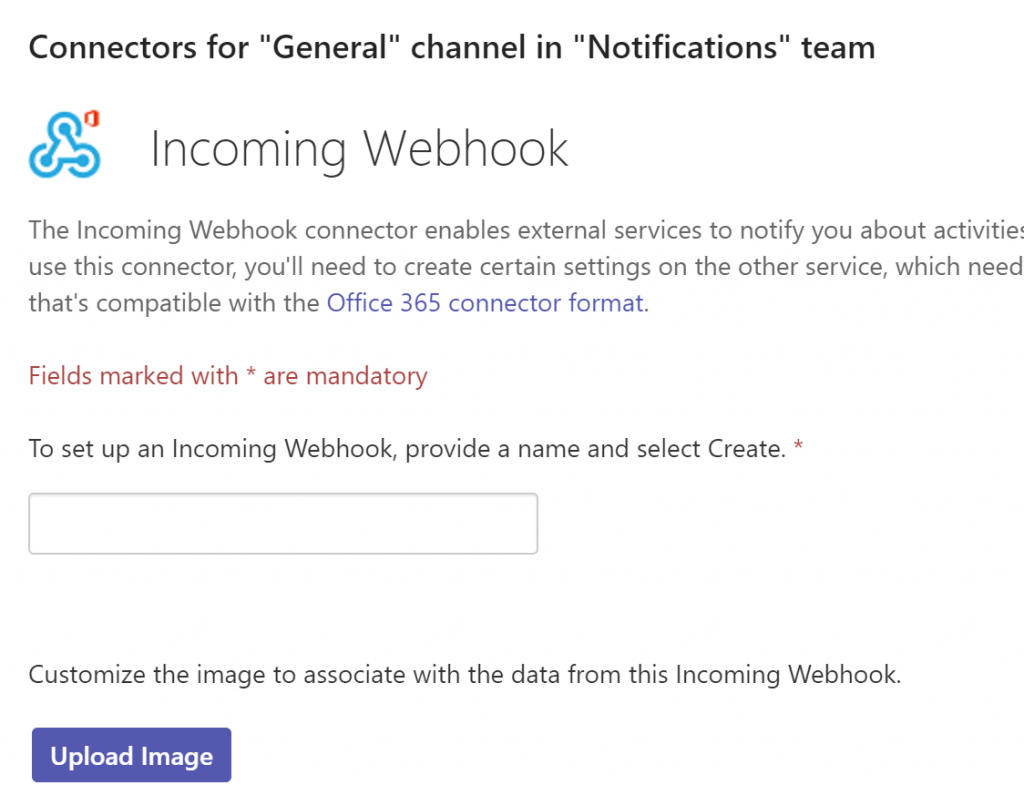 Connectors for "General" channel in "Notifications" team
Incoming Webhook
The Incoming Webhook connector enables external services to notify you about activities
use this connector, you'll need to create certain settings on the other service, which need
that's compatible with the Office 365 connector format.
Fields marked with * are mandatory
To set up an Incoming Webhook, provide a name and select Create. *
Customize the image to associate with the data from this Incoming Webhook.
Upload Image